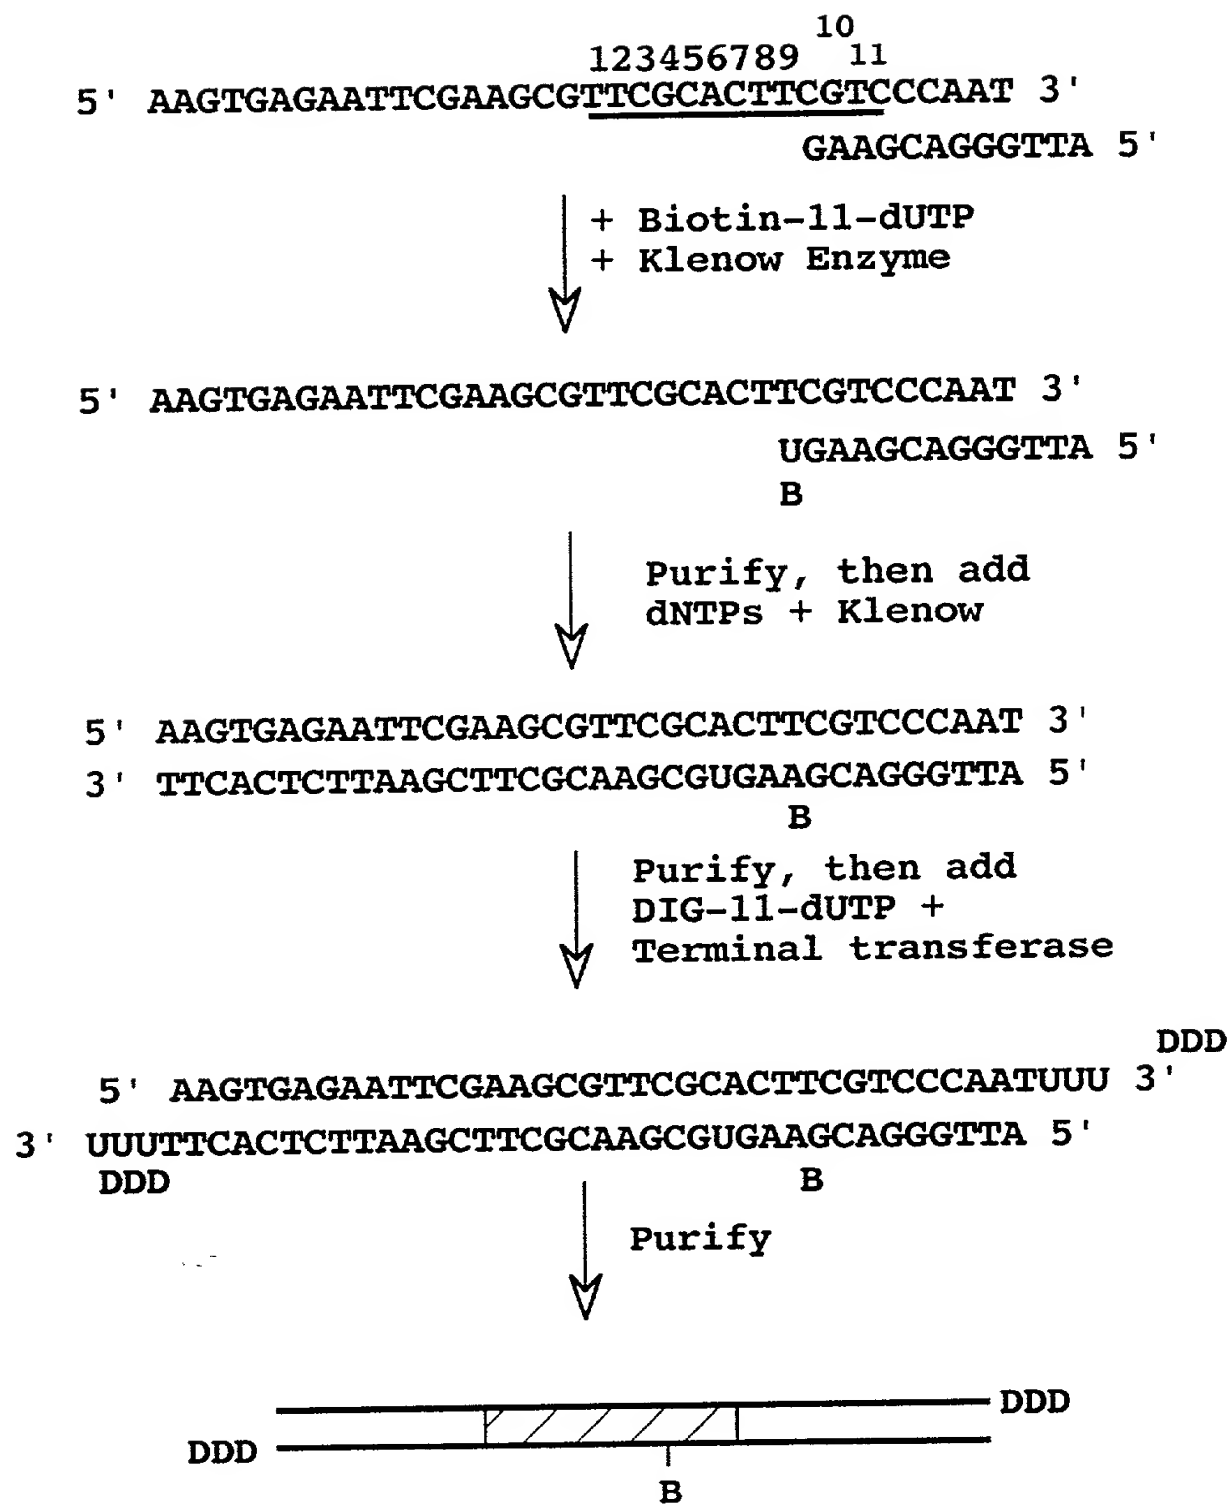 10
123456789 11
5' AAGTGAGAATTCGAAGCGTTCGCACTTCGTCCCAAT 3'
GAAGCAGGGTTA 5'
+ Biotin-11-dUTP
+ Klenow Enzyme
5' AAGTGAGAATTCGAAGCGTTCGCACTTCGTCCCAAT 3'
UGAAGCAGGGTTA 5'
B
Purify, then add
dNTPs + Klenow
5' AAGTGAGAATTCGAAGCGTTCGCACTTCGTCCCAAT 3'
3' TTCACTCTTAAGCTTCGCAAGCGUGAAGCAGGGTTA 5'
B
Purify, then add
DIG-11-dUTP +
Terminal transferase
DDD
5' AAGTGAGAATTCGAAGCGTTCGCACTTCGTCCCAATUUU 3'
3' UUUTTCACTCTTAAGCTTCGCAAGCGUGAAGCAGGGTTA 5'
DDD B
Purify
DDD
DDD
B